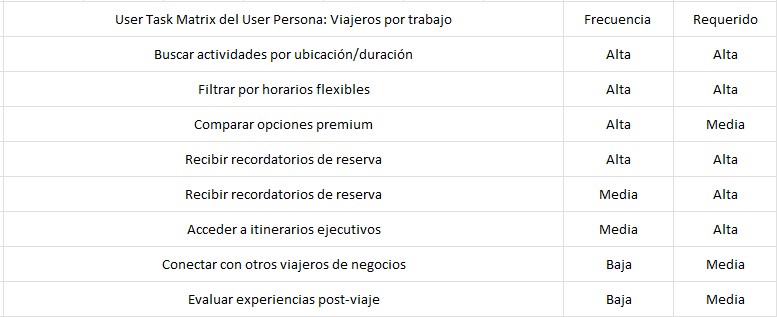 User Task Matrix del User Persona: Viajeros por trabajo Frecuencia Requerido
Buscar actividades por ubicación/duración Alta Alta
Filtrar por horarios flexibles Alta Alta
Comparar opciones premium Alta Media
Recibir recordatorios de reserva Alta Alta
Recibir recordatorios de reserva Media Alta
Acceder a itinerarios ejecutivos Media Alta
Conectar con otros viajeros de negocios Baja Media
Evaluar experiencias post-viaje Baja Media